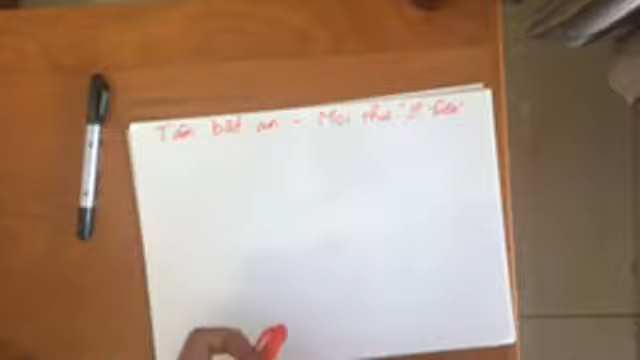 Tâm bất an - Mọi thứ